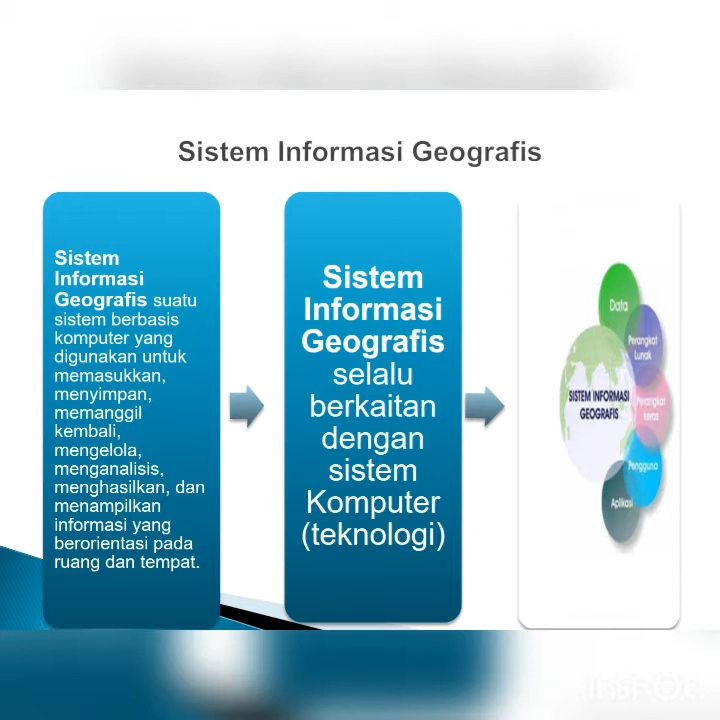 Sistem Informasi Geografis
Sistem
Informasi
Geografis suatu
sistem berbasis
komputer yang
digunakan untuk
memasukkan,
menyimpan,
memanggil
kembali,
mengelola,
menganalisis,
menghasilkan, dan
menampilkan
informasi yang
berorientasi pada
ruang dan tempat.
Sistem
Informasi
Geografis
selalu
berkaitan
dengan
sistem
Komputer
(teknologi)
Data
Perangkat
Lunak
SISTEM INFORMASI
GEOGRAFIS
Perangkat
keras
Pengguna
Aplikasi